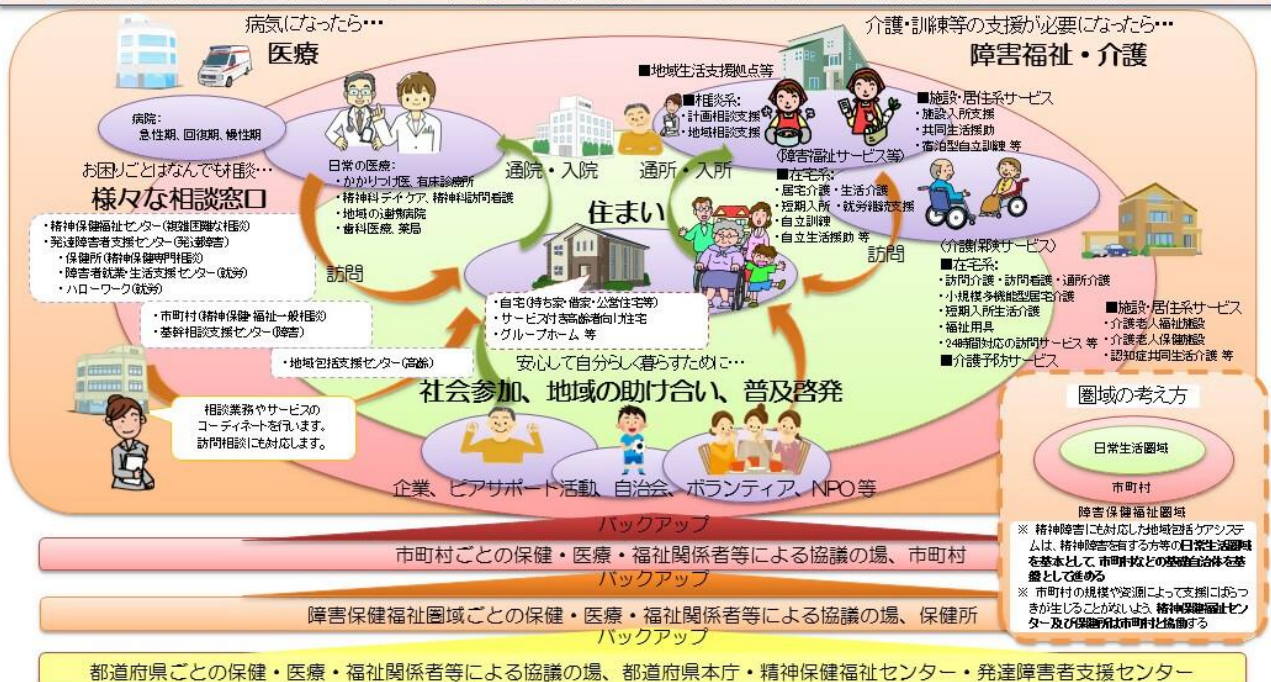 病気になったら…
医療
病院:
急性期、回復期、慢性期
日常の医療:
・かかりつけ医、有床診療所
・精神科デイケア、精神科訪問看護
・地域の連携病院
・歯科医療、薬局
介護・訓練等の支援が必要になったら…
障害福祉・介護
■地域生活支援拠点等
■相談系:
・計画相談支援
・地域相談支援
■施設・居住系サービス
・施設入所支援
・共同生活援助
・宿泊型自立訓練 等
(障害福祉サービス等)
■在宅系:
・居宅介護・生活介護
・短期入所・就労継続支援
・自立訓練
・自立生活援助 等
(介護保険サービス)
■在宅系:
・訪問介護・訪問看護・通所介護
・小規模多機能型居宅介護
・短期入所生活介護
・福祉用具
・24時間対応の訪問サービス 等
■介護予防サービス
■施設・居住系サービス
・介護老人福祉施設
・介護老人保健施設
・認知症共同生活介護 等
お困りごとはなんでも相談…
様々な相談窓口
・精神保健福祉センター(複雑困難な相談)
・発達障害者支援センター(発達障害)
・保健所(精神保健専門相談)
・障害者就業・生活支援センター(就労)
・ハローワーク(就労)
・市町村(精神保健・福祉一般相談)
・基幹相談支援センター(障害)
・地域包括支援センター(高齢)
相談業務やサービスの
コーディネートを行います。
訪問相談にも対応します。
通院・入院
通所・入所
訪問
訪問
住まい
・自宅(持ち家・借家・公営住宅等)
・サービス付き高齢者向け住宅
・グループホーム 等
安心して自分らしく暮らすために…
社会参加、地域の助け合い、普及啓発
企業、ピアサポート活動、自治会、ボランティア、NPO等
圏域の考え方
日常生活圏域
市町村
障害保健福祉圏域
※ 精神障害にも対応した地域包括ケアシステ
ムは、精神障害を有する方等の日常生活圏域
を基本として、市町村などの基礎自治体を基
盤として進める
※ 市町村の規模や資源によって支援にばらつ
きが生じることがないよう、精神保健福祉セン
ター及び保健所は市町村と協働する
バックアップ
市町村ごとの保健・医療・福祉関係者等による協議の場、市町村
バックアップ
障害保健福祉圏域ごとの保健・医療・福祉関係者等による協議の場、保健所
バックアップ
都道府県ごとの保健・医療・福祉関係者等による協議の場、都道府県本庁・精神保健福祉センター・発達障害者支援センター